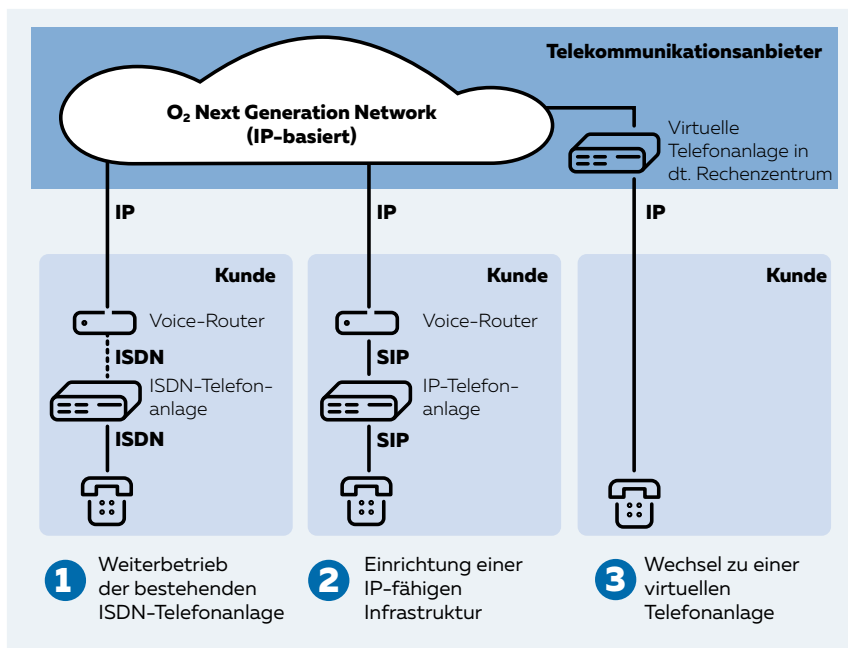 Telekommunikationsanbieter
O₂ Next Generation Network
(IP-basiert)
Virtuelle
Telefonanlage in
dt. Rechenzentrum
IP
IP
IP
Kunde
Voice-Router
ISDN
ISDN-Telefon-
anlage
ISDN
Kunde
Voice-Router
SIP
IP-Telefon-
anlage
SIP
Kunde
1 Weiterbetrieb
der bestehenden
ISDN-Telefonanlage
2 Einrichtung einer
IP-fähigen
Infrastruktur
3 Wechsel zu einer
virtuellen
Telefonanlage